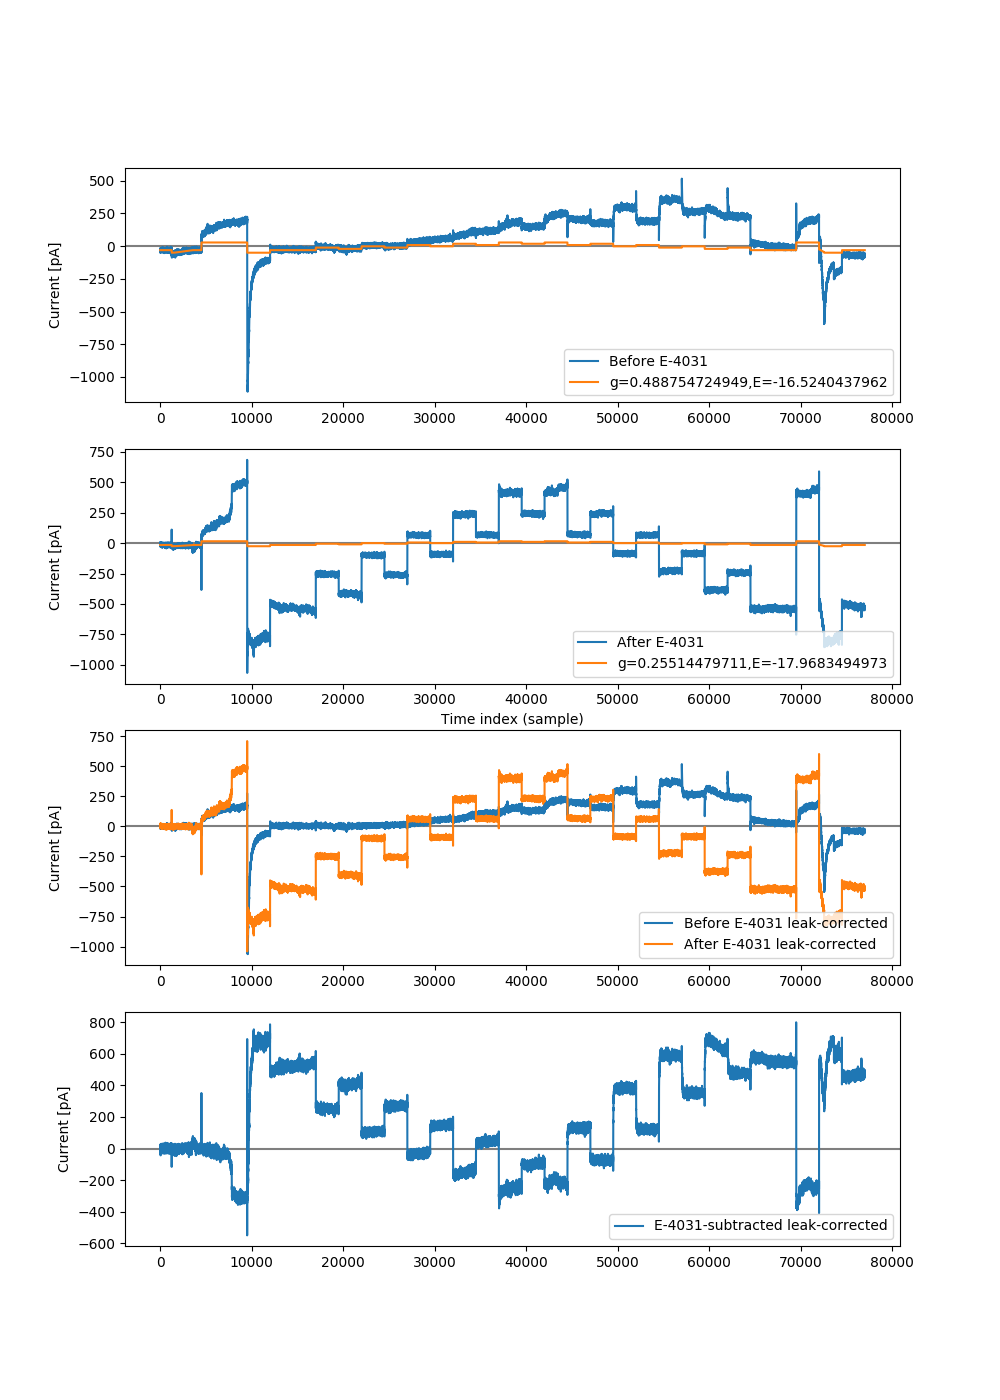 500
250
0
−250
−500
−750
−1000
Current [pA]
Before E-4031
g=0.488754724949,E=-16.5240437962
0 10000 20000 30000 40000 50000 60000 70000 80000
750
500
250
0
−250
−500
−750
−1000
Current [pA]
After E-4031
g=0.25514479711,E=-17.9683494973
0 10000 20000 30000 40000 50000 60000 70000 80000
Time index (sample)
750
500
250
0
−250
−500
−750
−1000
Current [pA]
Before E-4031 leak-corrected
After E-4031 leak-corrected
0 10000 20000 30000 40000 50000 60000 70000 80000
800
600
400
200
0
−200
−400
−600
Current [pA]
E-4031-subtracted leak-corrected
0 10000 20000 30000 40000 50000 60000 70000 80000